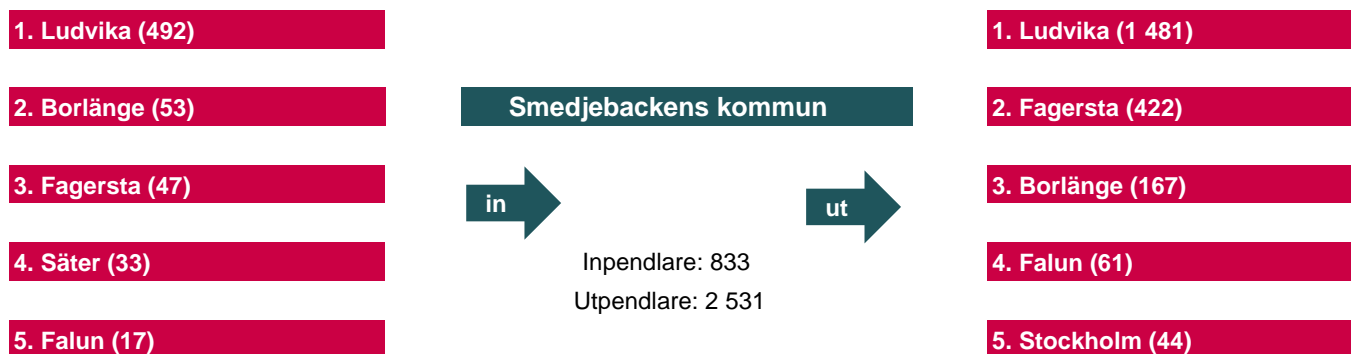 1. Ludvika (492)
2. Borlänge (53)
3. Fagersta (47)
4. Säter (33)
5. Falun (17)
Smedjebackens kommun
in
ut
Inpendlare: 833
Utpendlare: 2 531
1. Ludvika (1 481)
2. Fagersta (422)
3. Borlänge (167)
4. Falun (61)
5. Stockholm (44)